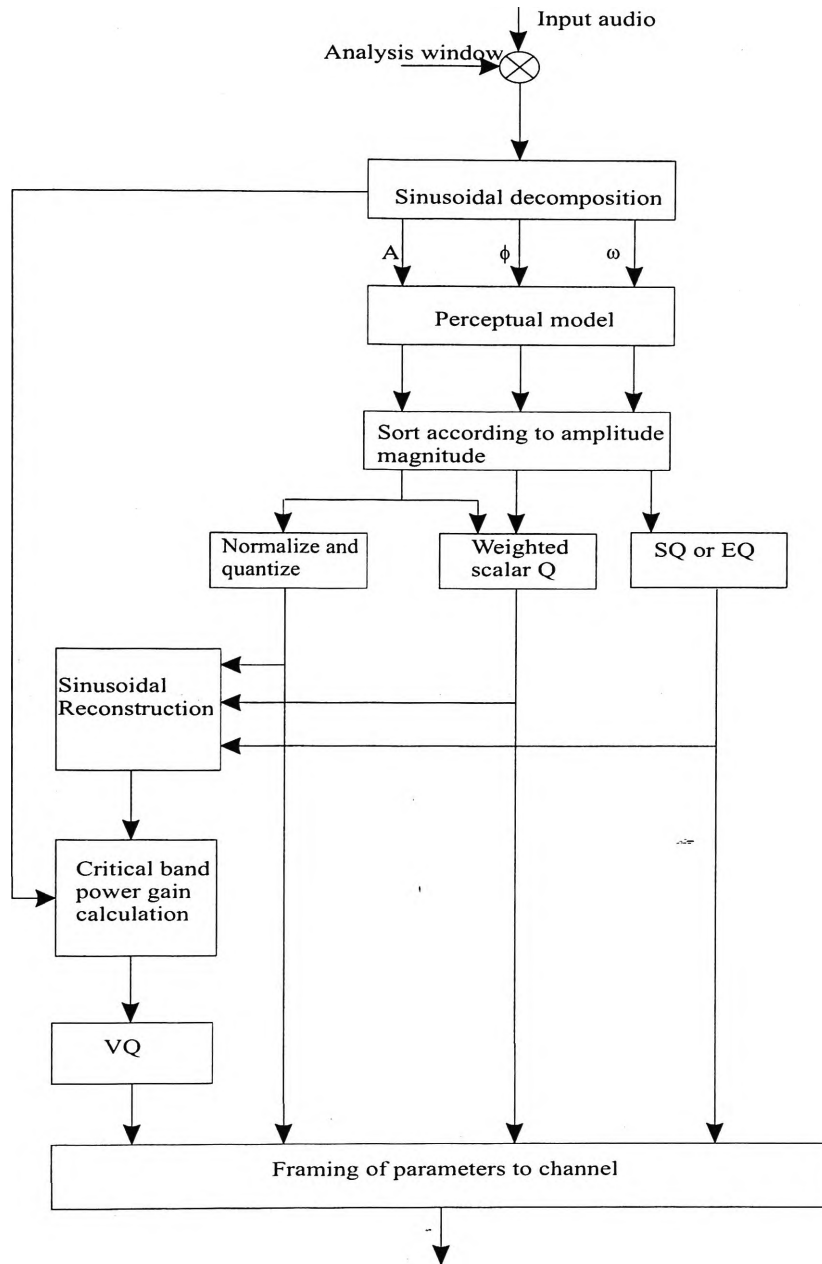 Input audio
Analysis window
Sinusoidal decomposition
A
ϕ
ω
Perceptual model
Sort according to amplitude
magnitude
Normalize and
quantize
Weighted
scalar Q
SQ or EQ
Sinusoidal
Reconstruction
Critical band
power gain
calculation
VQ
Framing of parameters to channel